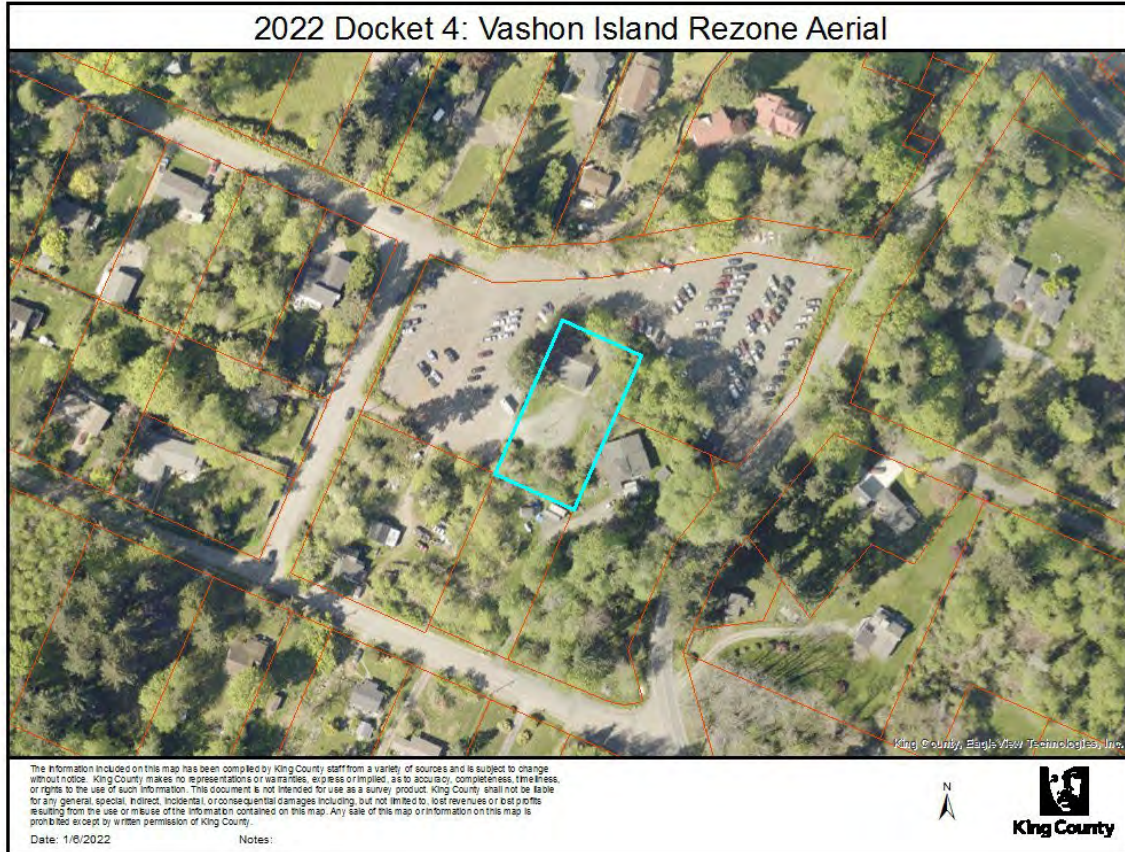 2022 Docket 4: Vashon Island Rezone Aerial
King County, EagleView Technologies, Inc.
The information included on this map has been compiled by King County staff from a variety of sources and is subject to change
without notice. King County makes no representations or warranties, express or implied, as to accuracy, completeness, timeliness,
or rights to the use of such information. This document is not intended for use as a survey product. King County shall not be liable
for any general, special, indirect, incidental, or consequential damages including, but not limited to, lost revenues or lost profits
resulting from the use or misuse of the information contained on this map. Any sale of this map or information on this map is
prohibited except by written permission of King County.
Date: 1/6/2022 Notes:
N
King County